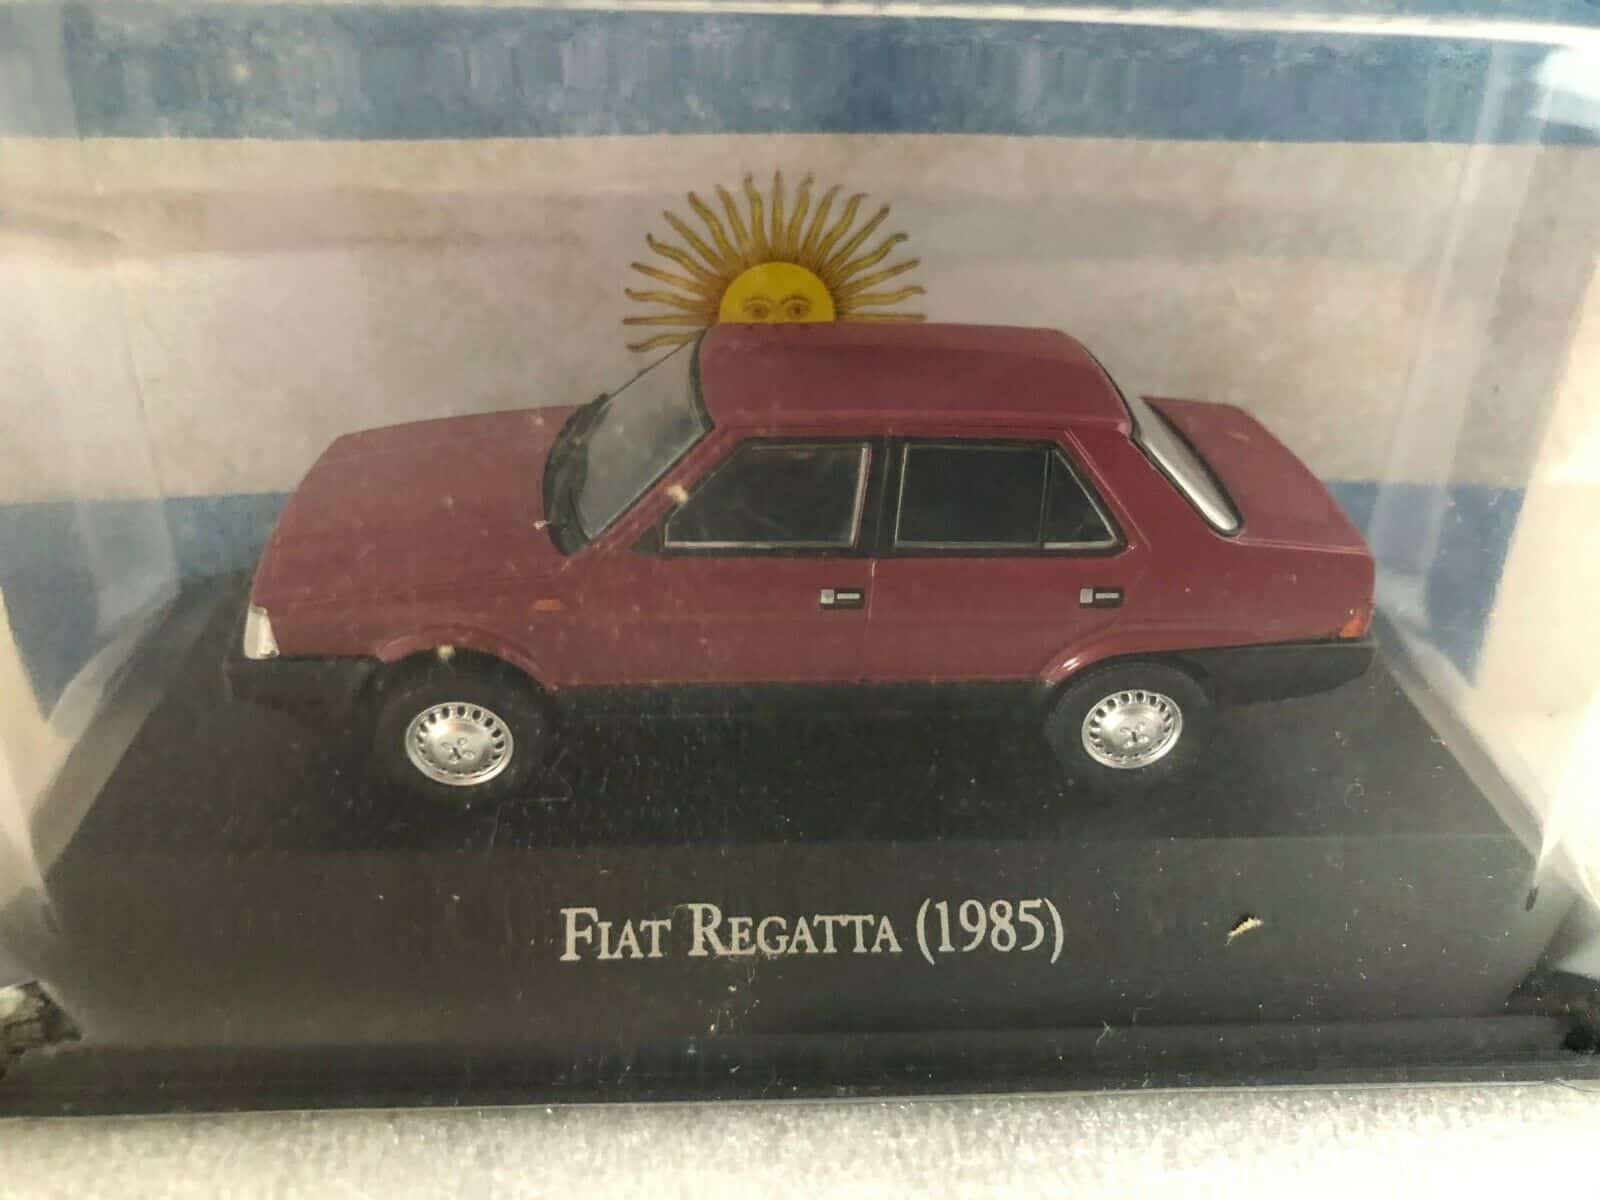 FIAT REGATTA (1985)